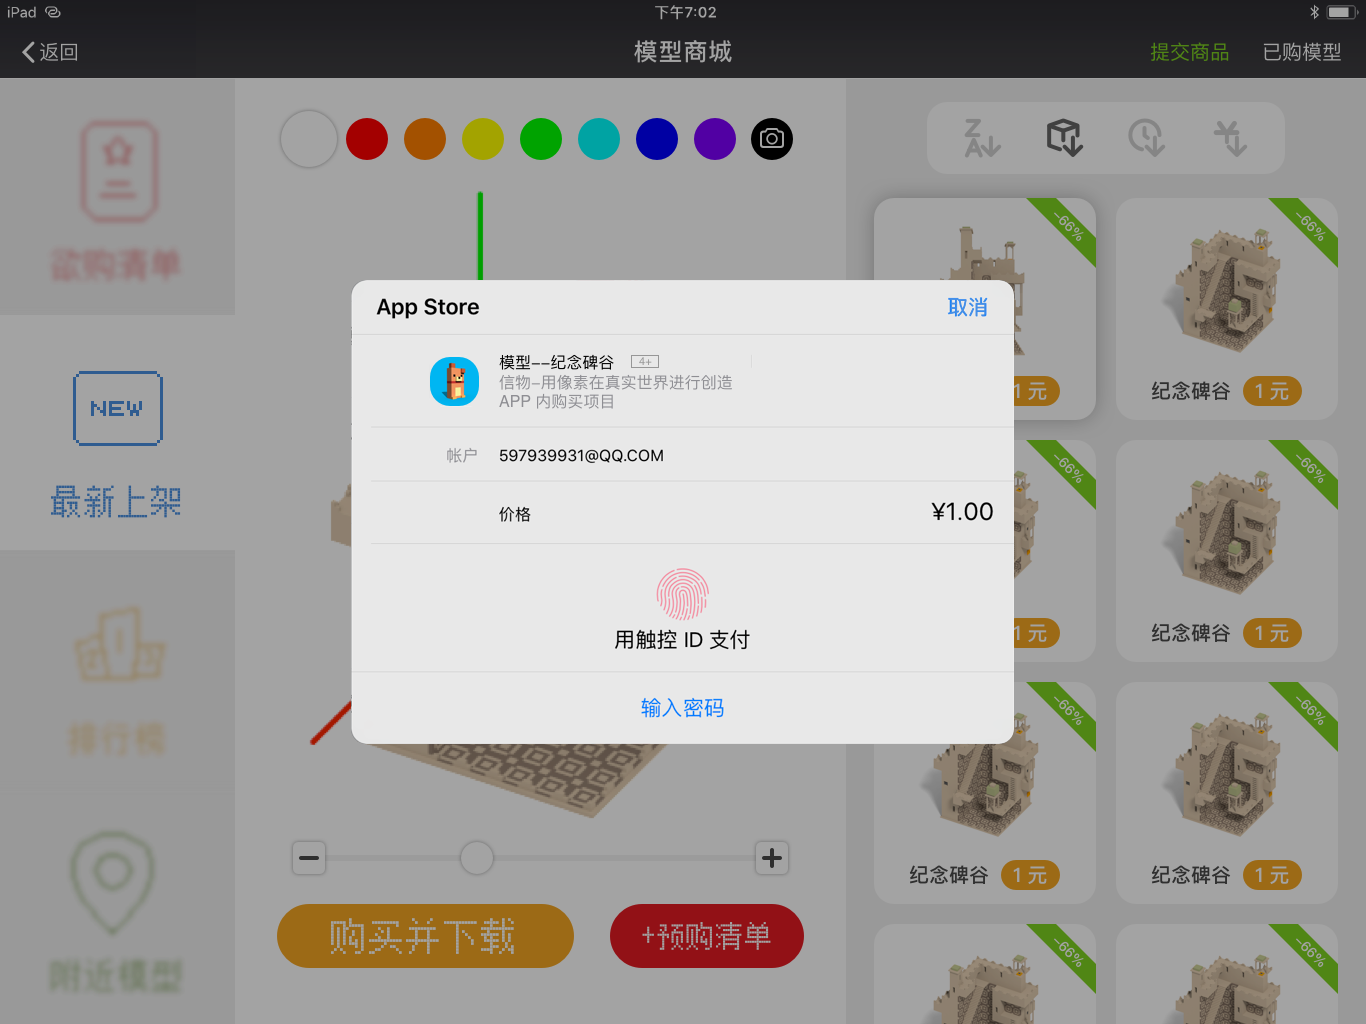 iPad
下午7:02
返回
模型商城
提交商品
已购模型
欲购清单
NEW
最新上架
排行榜
附近模型
Z
A
-66%
-66%
1 元
纪念碑谷
1 元
-66%
-66%
1 元
纪念碑谷
1 元
-66%
-66%
纪念碑谷
1 元
纪念碑谷
1 元
-66%
-66%
App Store
取消
模型--纪念碑谷
4+
信物-用像素在真实世界进行创造
APP 内购买项目
帐户
597939931@QQ.COM
价格
¥1.00
用触控 ID 支付
输入密码
购买并下载
+预购清单